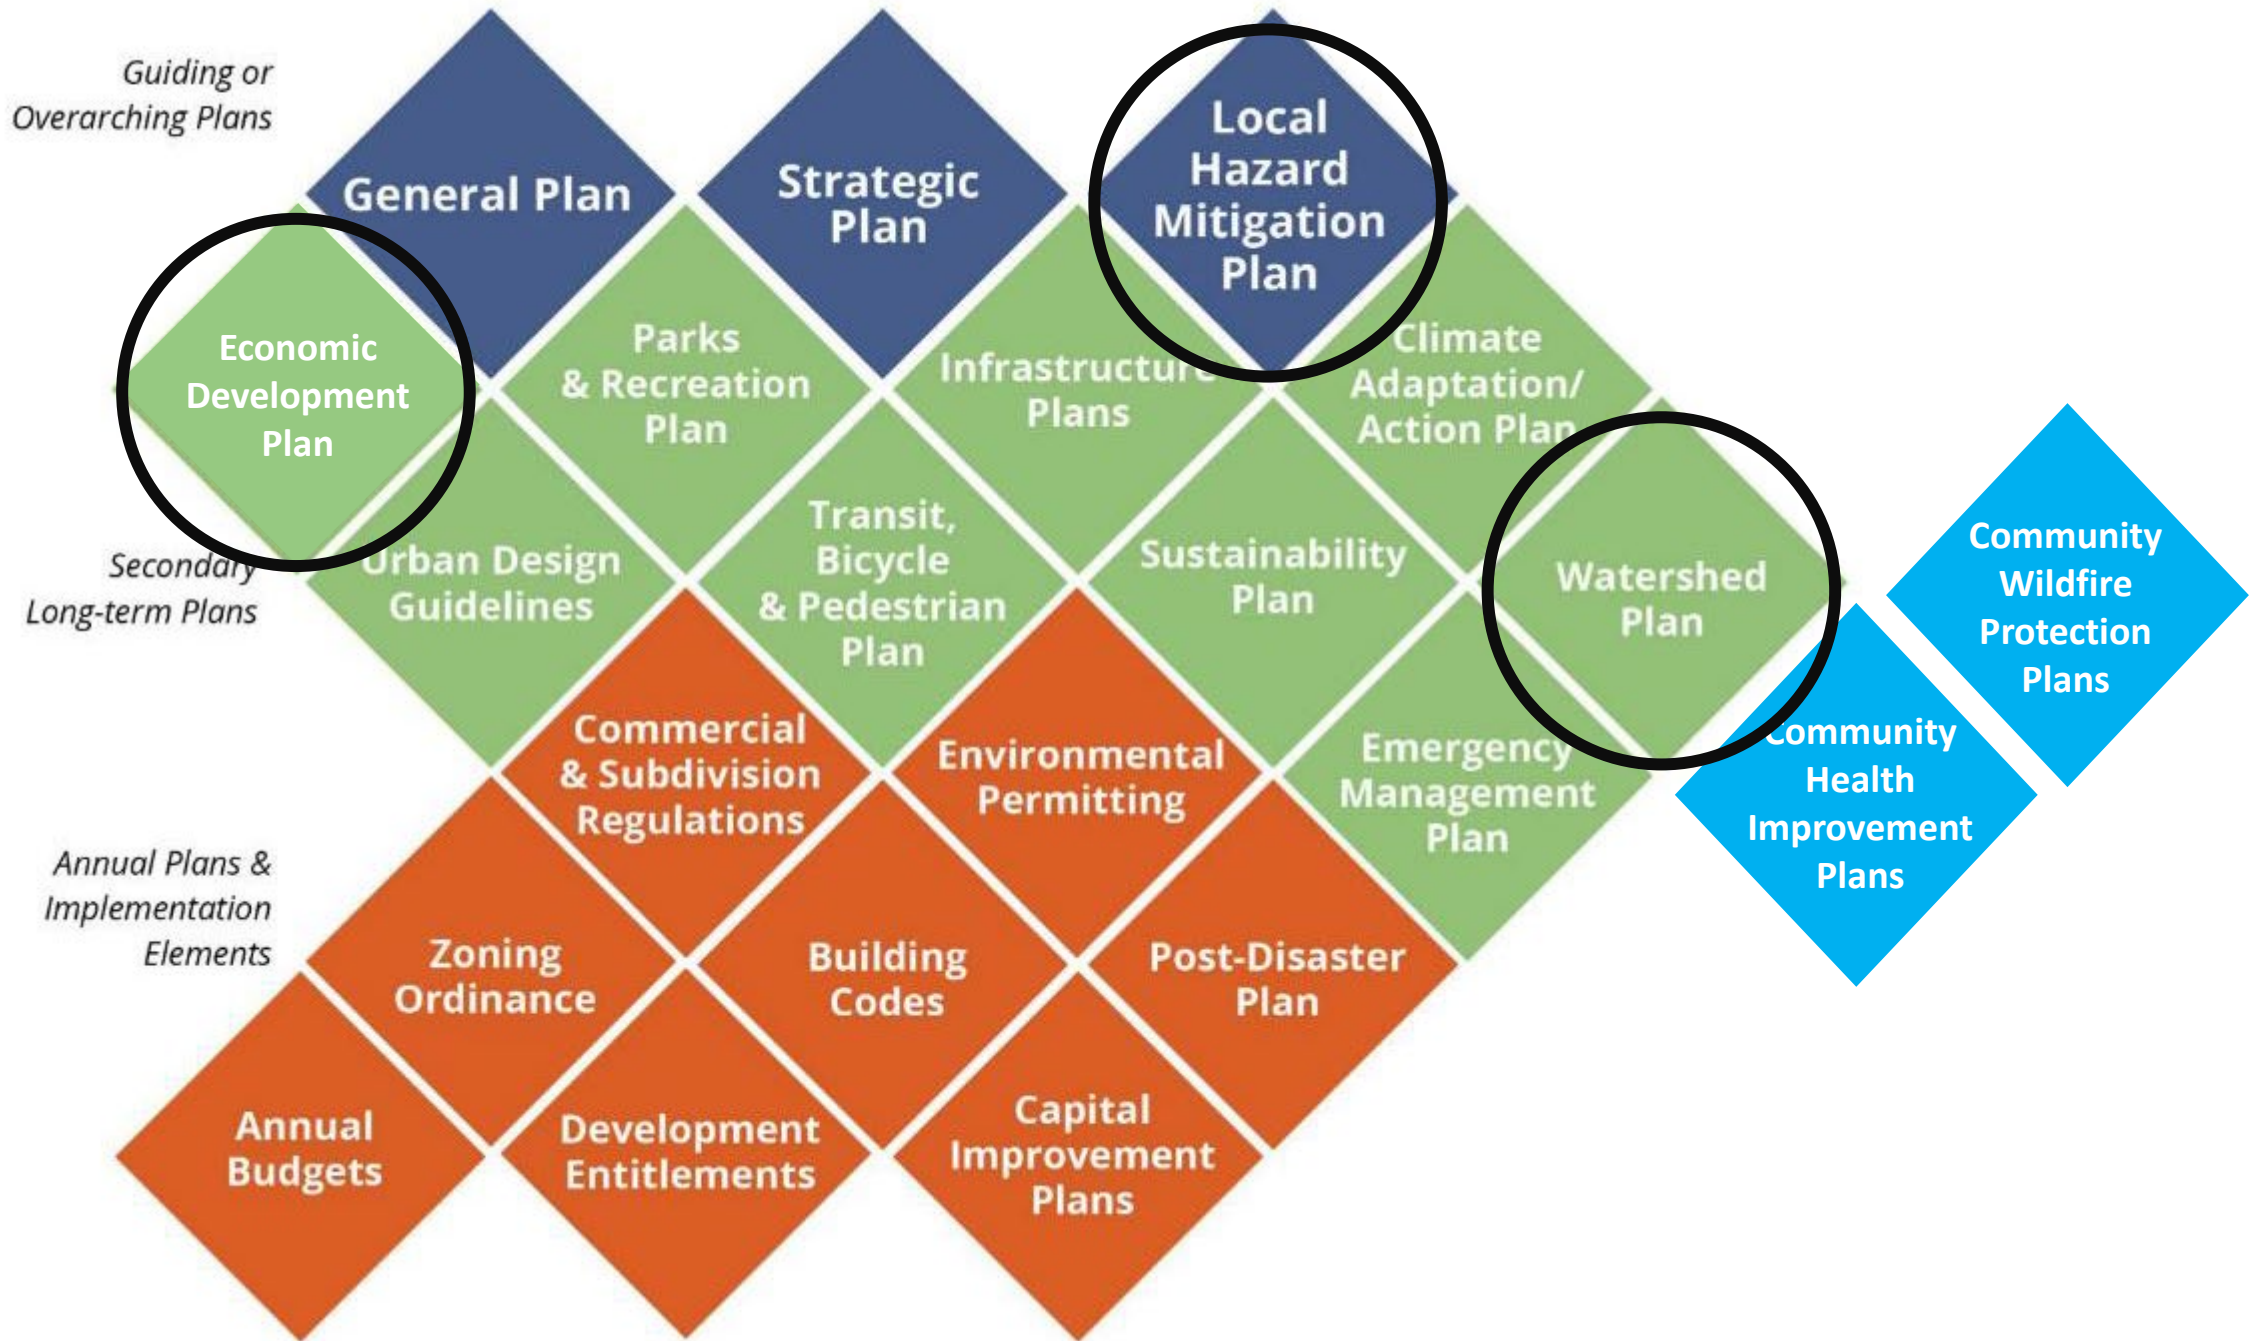 Guiding or
Overarching Plans
General Plan
Strategic
Plan
Local
Hazard
Mitigation
Plan
Economic
Development
Plan
Parks
& Recreation
Plan
Infrastructure
Plans
Climate
Adaptation/
Action Plan
Secondary
Long-term Plans
Urban Design
Guidelines
Transit,
Bicycle
& Pedestrian
Plan
Sustainability
Plan
Watershed
Plan
Community
Wildfire
Protection
Plans
Commercial
& Subdivision
Regulations
Environmental
Permitting
Emergency
Management
Plan
Community
Health
Improvement
Plans
Annual Plans &
Implementation
Elements
Zoning
Ordinance
Building
Codes
Post-Disaster
Plan
Annual
Budgets
Development
Entitlements
Capital
Improvement
Plans